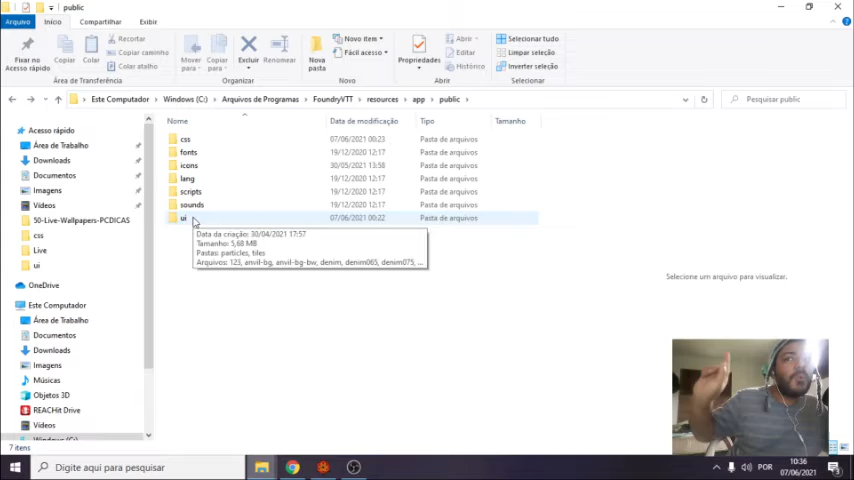 public
Arquivo
Início
Compartilhar
Exibir
Fixar no
Acesso rápido
Copiar
Colar
Recortar
Copiar caminho
Colar atalho
Área de Transferência
Mover
para
Copiar
para
Excluir
Renomear
Organizar
Nova
pasta
Novo item
Fácil acesso
Novo
Propriedades
Abrir
Editar
Histórico
Abrir
Selecionar tudo
Limpar seleção
Inverter seleção
Selecionar
Este Computador > Windows (C:) > Arquivos de Programas > FoundryVTT > resources > app > public >
Pesquisar public
Acesso rápido
Área de Trabalho
Downloads
Documentos
Imagens
Vídeos
50-Live-Wallpapers-PCDICAS
css
Live
ui
OneDrive
Este Computador
Área de Trabalho
Documentos
Downloads
Imagens
Músicas
Objetos 3D
REACHit Drive
Vídeos
Windows (C:)
Nome Data de modificação Tipo Tamanho
css 07/06/2021 00:23 Pasta de arquivos
fonts 19/12/2020 12:17 Pasta de arquivos
icons 30/05/2021 13:58 Pasta de arquivos
lang 19/12/2020 12:17 Pasta de arquivos
scripts 19/12/2020 12:17 Pasta de arquivos
sounds 19/12/2020 12:17 Pasta de arquivos
ui 07/06/2021 00:22 Pasta de arquivos
Data da criação: 30/04/2021 17:57
Tamanho: 5,68 MB
Pastas: particles, tiles
Arquivos: 123, anvil-bg, anvil-bg-bw, denim, denim065, denim075, ...
Selecione um arquivo para visualizar.
7 itens
Digite aqui para pesquisar
POR
10:36
07/06/2021